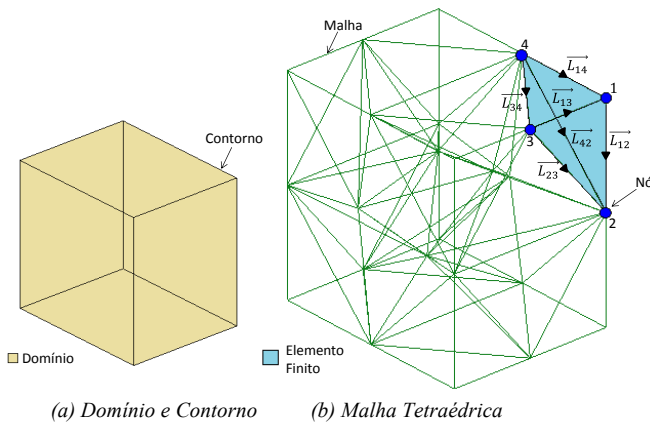 Contorno
Domínio
(a) Domínio e Contorno
Malha
4
L14
1
L34
L13
3
L42
L12
L23
Nó
2
Elemento
Finito
(b) Malha Tetraédrica